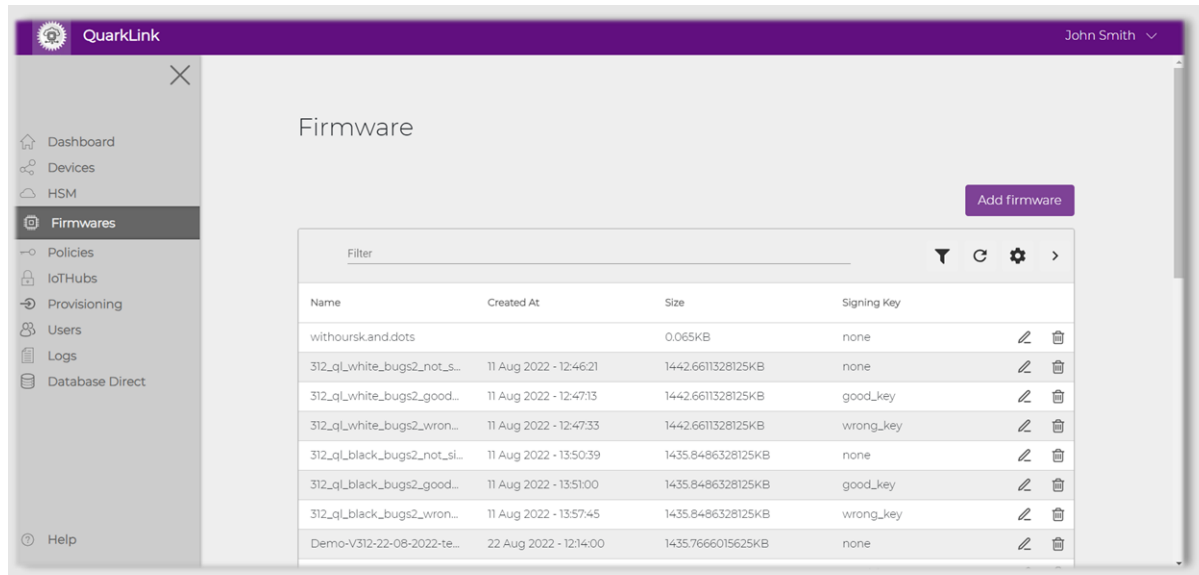 QuarkLink
John Smith
Dashboard
Devices
HSM
Firmwares
Policies
IoTHubs
Provisioning
Users
Logs
Database Direct
Help
Firmware
Add firmware
Filter
Name Created At Size Signing Key
withoursk.and.dots 0.065KB none
312_ql_white_bugs2_not_s... 11 Aug 2022 - 12:46:21 1442.6611328125KB none
312_ql_white_bugs2_good... 11 Aug 2022 - 12:47:13 1442.6611328125KB good_key
312_ql_white_bugs2_wron... 11 Aug 2022 - 12:47:33 1442.6611328125KB wrong_key
312_ql_black_bugs2_not_si... 11 Aug 2022 - 13:50:39 1435.8486328125KB none
312_ql_black_bugs2_good... 11 Aug 2022 - 13:51:00 1435.8486328125KB good_key
312_ql_black_bugs2_wron... 11 Aug 2022 - 13:57:45 1435.8486328125KB wrong_key
Demo-V312-22-08-2022-te... 22 Aug 2022 - 12:14:00 1435.7666015625KB none